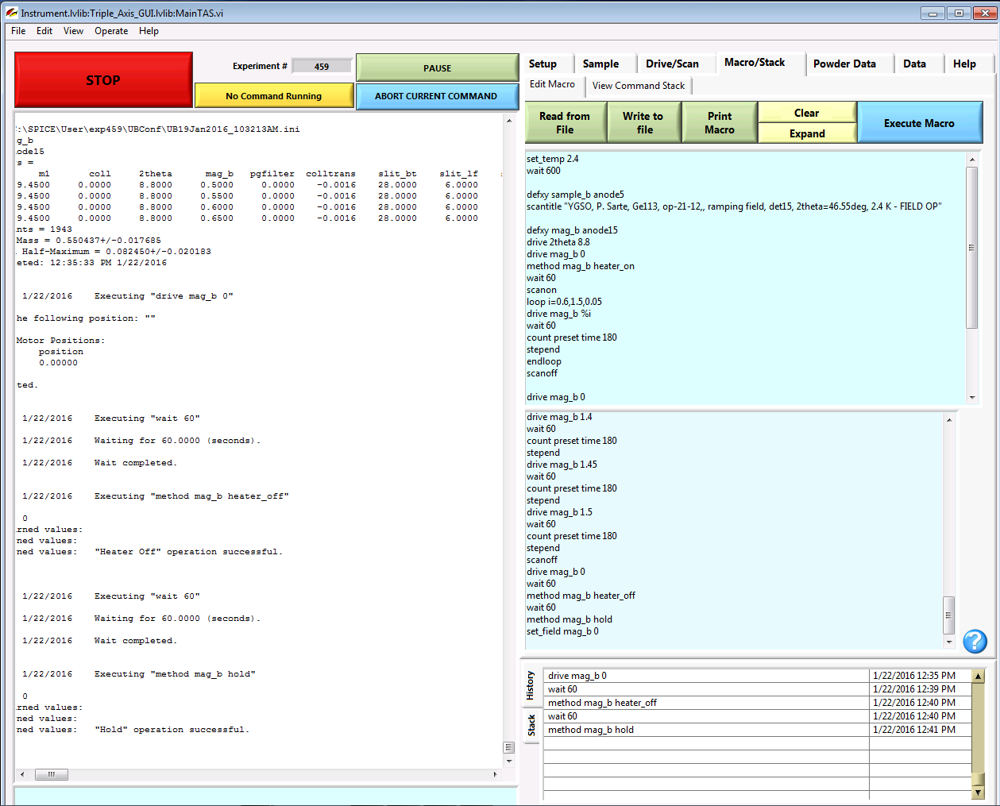 Instrument.lvlib:Triple_Axis_GUI.lvlib:MainTAS.vi
File Edit View Operate Help
STOP
Experiment # 459
PAUSE
No Command Running
ABORT CURRENT COMMAND
:\SPICE\User\exp459\UBConf\UB19Jan2016_103213AM.ini
g_b
ode15
s =
m1 coll 2theta mag_b pgfilter colltrans slit_bt slit_lf
9.4500 0.0000 8.8000 0.5000 0.0000 -0.0016 28.0000 6.0000
9.4500 0.0000 8.8000 0.5500 0.0000 -0.0016 28.0000 6.0000
9.4500 0.0000 8.8000 0.6000 0.0000 -0.0016 28.0000 6.0000
9.4500 0.0000 8.8000 0.6500 0.0000 -0.0016 28.0000 6.0000
nts = 1943
Mass = 0.550437+/-0.017685
Half-Maximum = 0.082450+/-0.020183
eted: 12:35:33 PM 1/22/2016
1/22/2016 Executing "drive mag_b 0"
he following position: ""
Motor Positions:
position
0.00000
ted.
1/22/2016 Executing "wait 60"
1/22/2016 Waiting for 60.0000 (seconds).
1/22/2016 Wait completed.
1/22/2016 Executing "method mag_b heater_off"
0
rned values:
ned values:
ned values: "Heater Off" operation successful.
1/22/2016 Executing "wait 60"
1/22/2016 Waiting for 60.0000 (seconds).
1/22/2016 Wait completed.
1/22/2016 Executing "method mag_b hold"
0
rned values:
ned values:
ned values: "Hold" operation successful.
Setup Sample Drive/Scan Macro/Stack Powder Data Data Help
Edit Macro View Command Stack
Read from File
Write to file
Print Macro
Clear
Expand
Execute Macro
set_temp 2.4
wait 600
defxy sample_b anode5
scantitle "YGSO, P. Sarte, Ge113, op-21-12,, ramping field, det15, 2theta=46.55deg, 2.4 K - FIELD OP"
defxy mag_b anode15
drive 2theta 8.8
drive mag_b 0
method mag_b heater_on
wait 60
scanon
loop i=0.6,1.5,0.05
drive mag_b %i
wait 60
count preset time 180
stepend
endloop
scanoff
drive mag_b 0
drive mag_b 1.4
wait 60
count preset time 180
stepend
drive mag_b 1.45
wait 60
count preset time 180
stepend
drive mag_b 1.5
wait 60
count preset time 180
stepend
scanoff
drive mag_b 0
wait 60
method mag_b heater_off
wait 60
method mag_b hold
set_field mag_b 0
?
History
Stack
drive mag_b 0 1/22/2016 12:35 PM
wait 60 1/22/2016 12:39 PM
method mag_b heater_off 1/22/2016 12:40 PM
wait 60 1/22/2016 12:40 PM
method mag_b hold 1/22/2016 12:41 PM